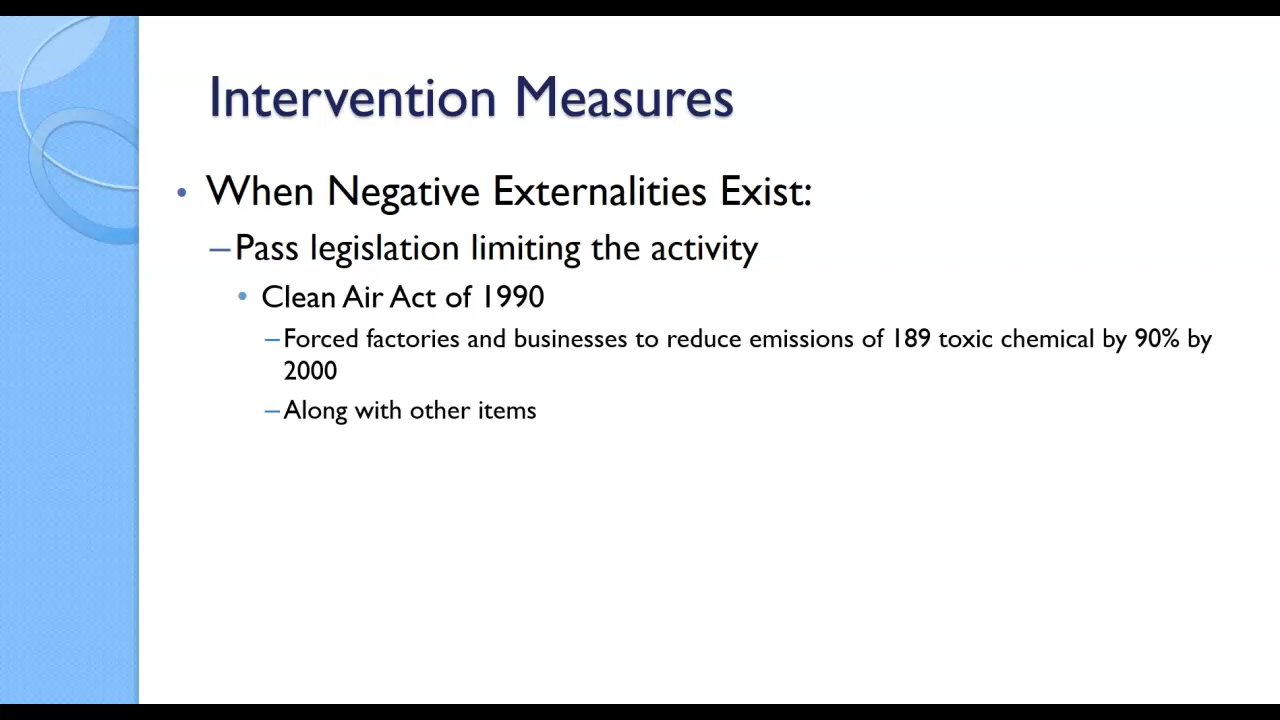 Intervention Measures
• When Negative Externalities Exist:
–Pass legislation limiting the activity
• Clean Air Act of 1990
–Forced factories and businesses to reduce emissions of 189 toxic chemical by 90% by
2000
–Along with other items